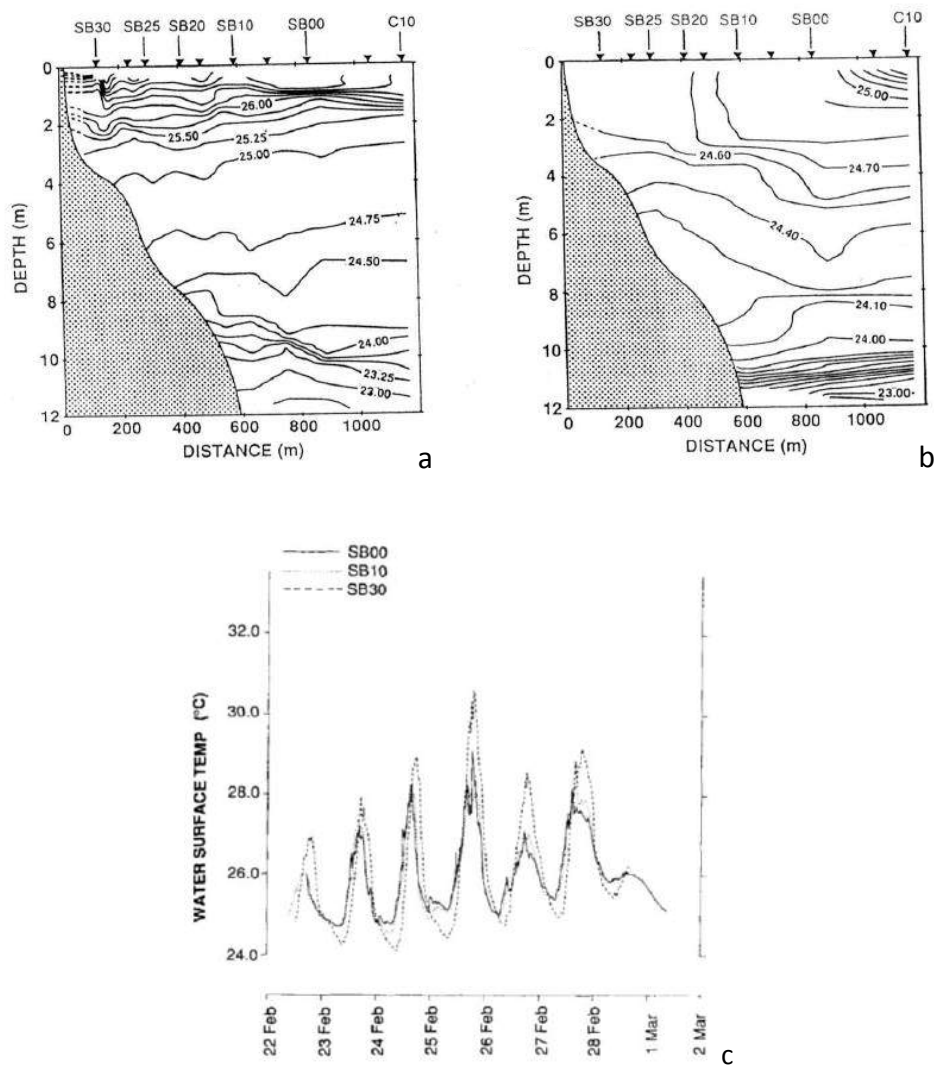 SB30 SB25 SB20 SB10 SB00 C10
0
2
4
6
8
10
12
DEPTH (m)
26.00
25.50
25.25
25.00
24.75
24.50
24.00
23.25
23.00
0 200 400 600 800 1000
DISTANCE (m)
a
SB30 SB25 SB20 SB10 SB00 C10
0
2
4
6
8
10
12
DEPTH (m)
25.00
24.60
24.70
24.40
24.10
24.00
23.00
0 200 400 600 800 1000
DISTANCE (m)
b
SB00
SB10
SB30
32.0
30.0
28.0
26.0
24.0
WATER SURFACE TEMP (°C)
22 Feb
23 Feb
24 Feb
25 Feb
26 Feb
27 Feb
28 Feb
1 Mar
2 Mar
c